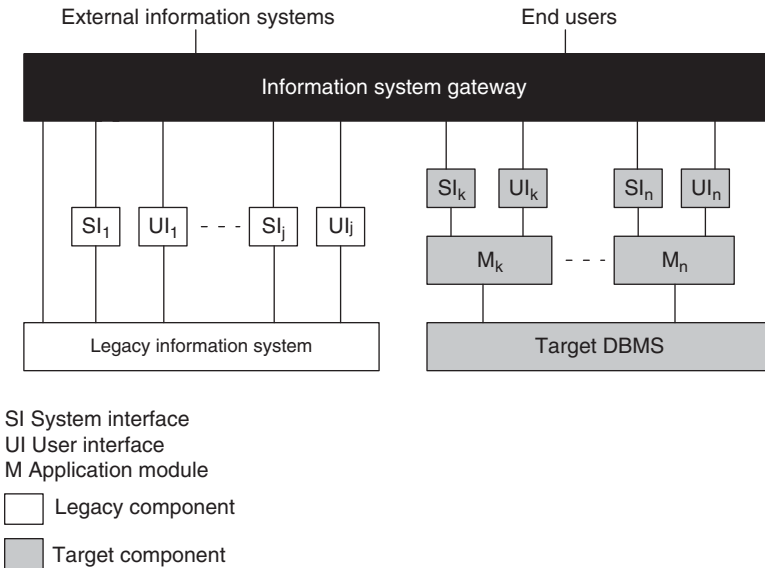 External information systems
End users
Information system gateway
SIₖ UIₖ SIₙ UIₙ
SI₁ UI₁ - - - SIⱼ UIⱼ
Mₖ - - - Mₙ
Legacy information system
Target DBMS
SI System interface
UI User interface
M Application module
Legacy component
Target component